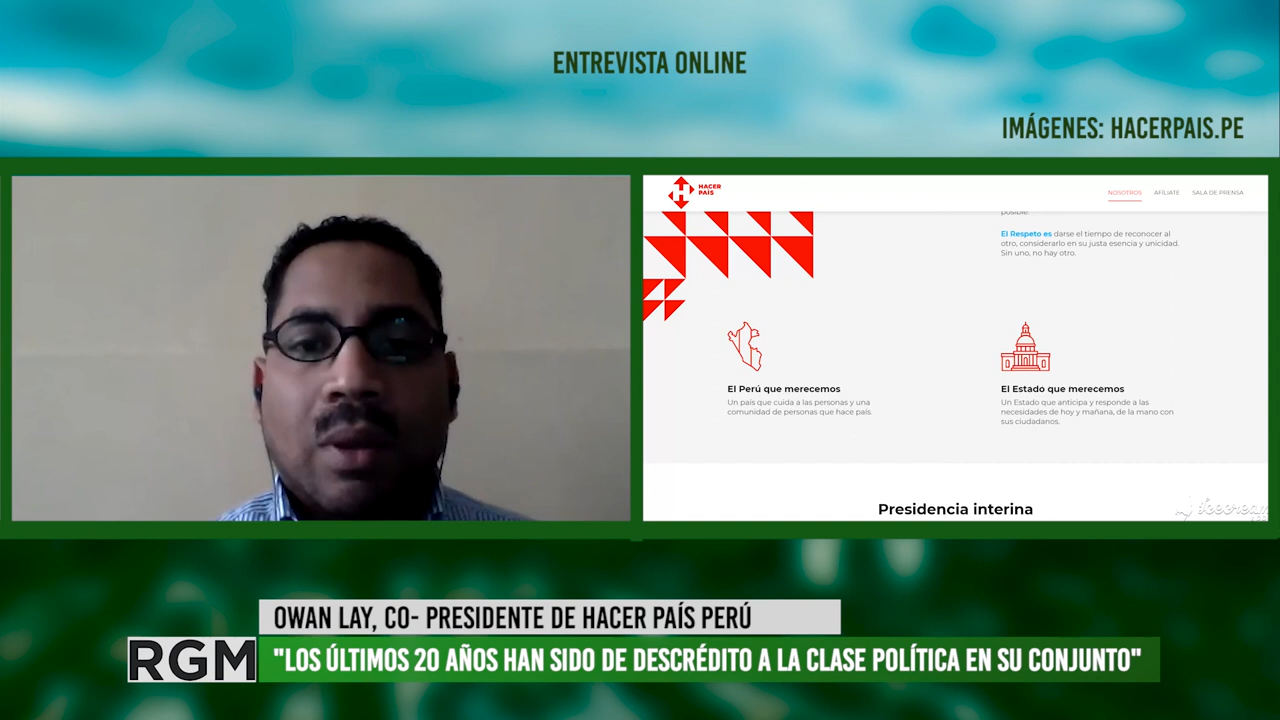 ENTREVISTA ONLINE
IMÁGENES: HACERPAIS.PE
HACER
PAÍS
NOSOTROS AFÍLIATE SALA DE PRENSA
posible.
El Respeto es darse el tiempo de reconocer al
otro, considerarlo en su justa esencia y unicidad.
Sin uno, no hay otro.
El Perú que merecemos
Un país que cuida a las personas y una
comunidad de personas que hace país.
El Estado que merecemos
Un Estado que anticipa y responde a las
necesidades de hoy y mañana, de la mano con
sus ciudadanos.
Presidencia interina
Icecream
OWAN LAY, CO- PRESIDENTE DE HACER PAÍS PERÚ
RGM
"LOS ÚLTIMOS 20 AÑOS HAN SIDO DE DESCRÉDITO A LA CLASE POLÍTICA EN SU CONJUNTO"